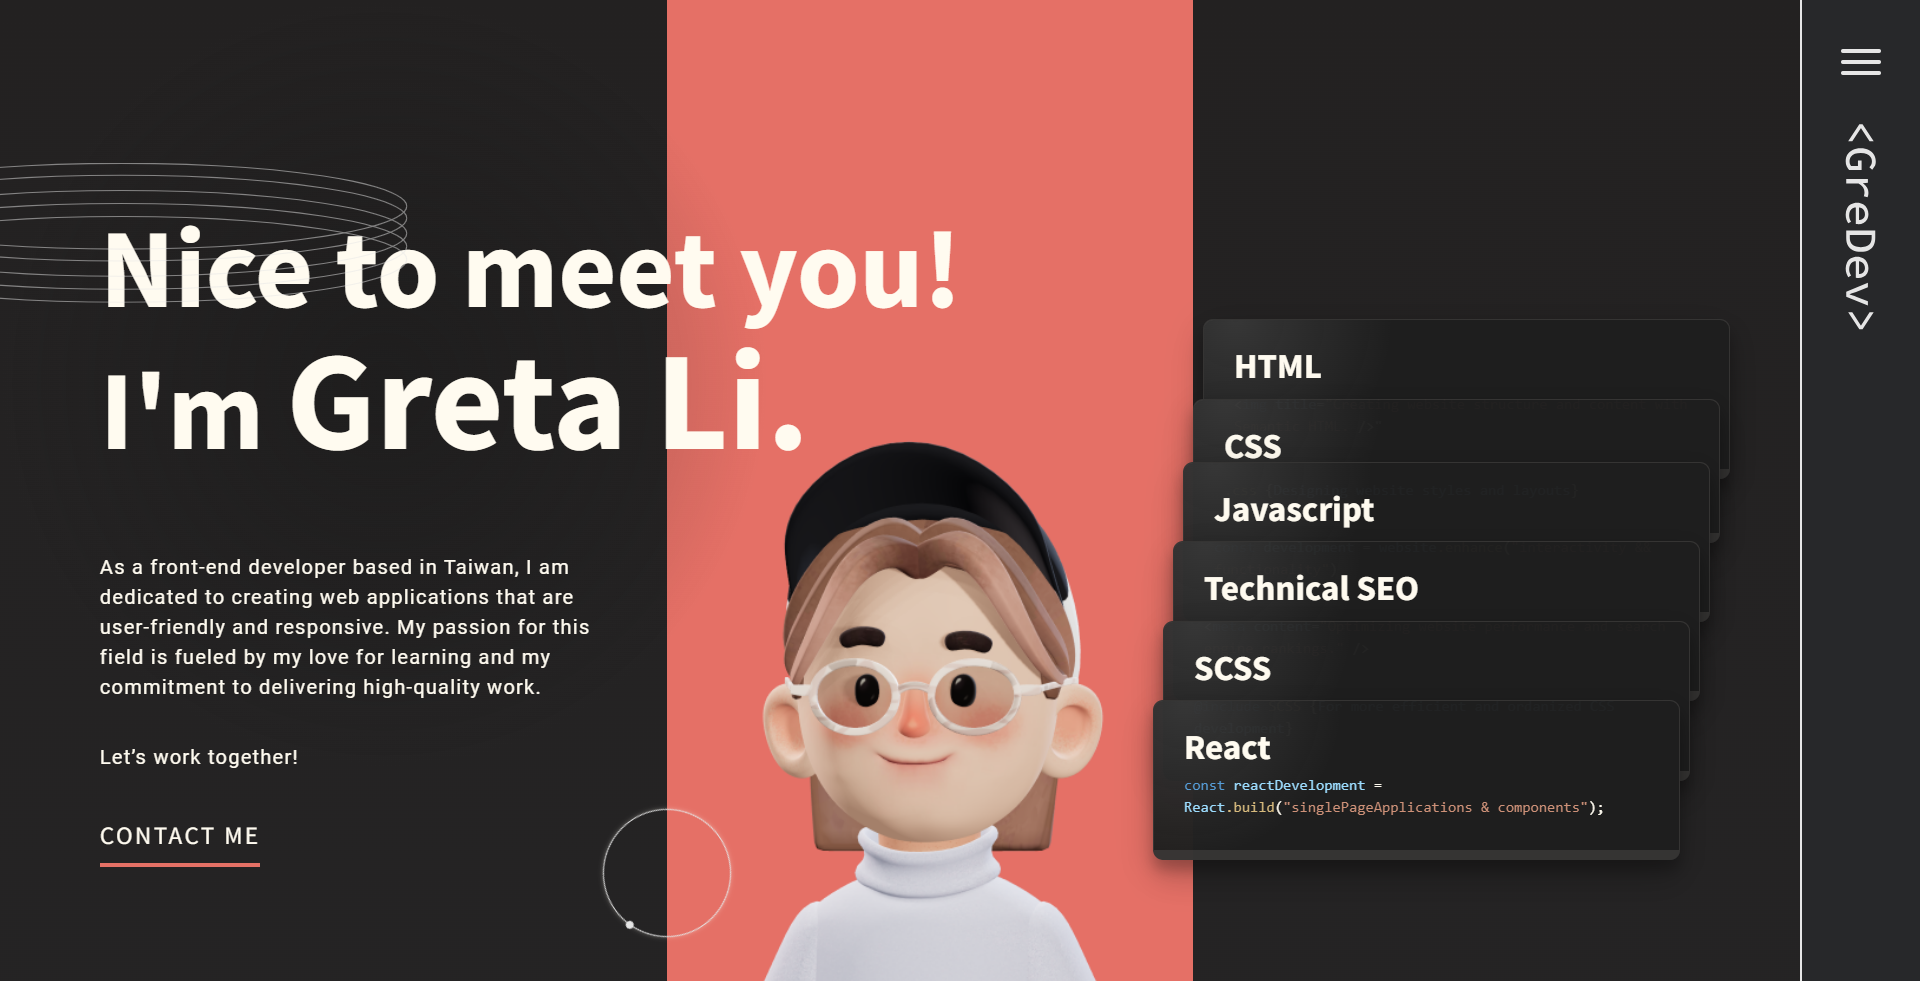 Nice to meet you!
I'm Greta Li.
As a front-end developer based in Taiwan, I am
dedicated to creating web applications that are
user-friendly and responsive. My passion for this
field is fueled by my love for learning and my
commitment to delivering high-quality work.
Let’s work together!
CONTACT ME
HTML
CSS
Javascript
Technical SEO
SCSS
React
const reactDevelopment =
React.build("singlePageApplications & components");
<GreDev>